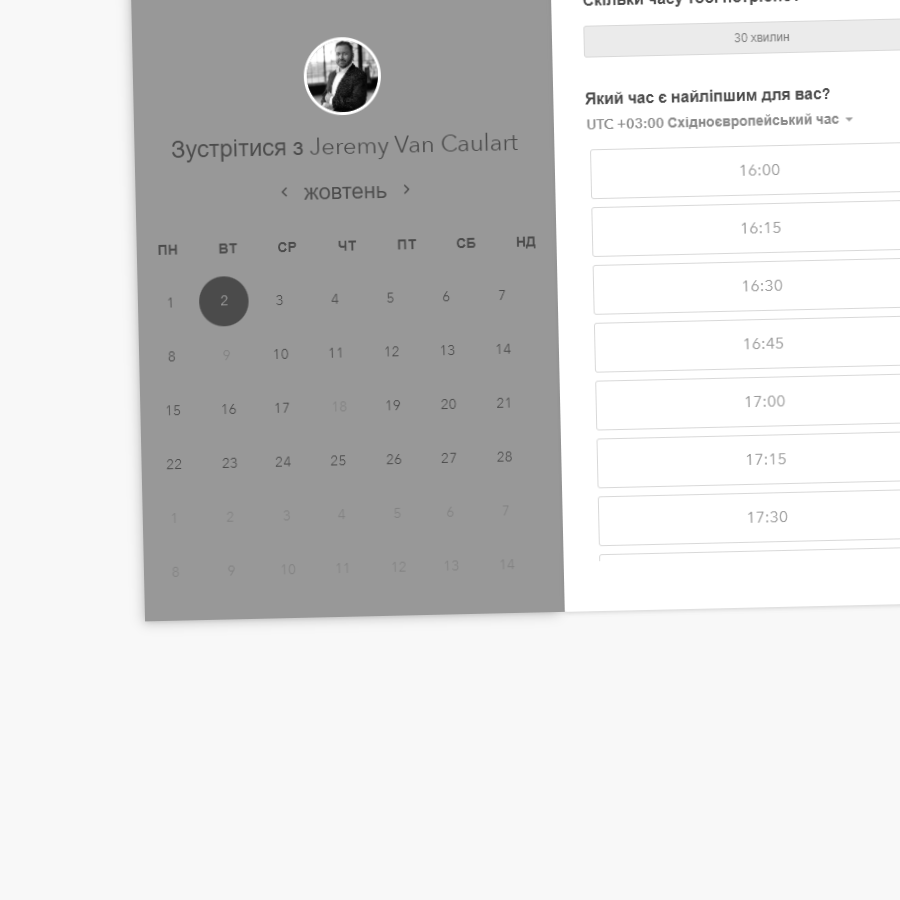 Зустрітися з Jeremy Van Caulart
‹ жовтень ›
ПН ВТ СР ЧТ ПТ СБ НД
1 2 3 4 5 6 7
8 9 10 11 12 13 14
15 16 17 18 19 20 21
22 23 24 25 26 27 28
1 2 3 4 5 6 7
8 9 10 11 12 13 14
30 хвилин
Який час є найліпшим для вас?
UTC +03:00 Східноєвропейський час
16:00
16:15
16:30
16:45
17:00
17:15
17:30